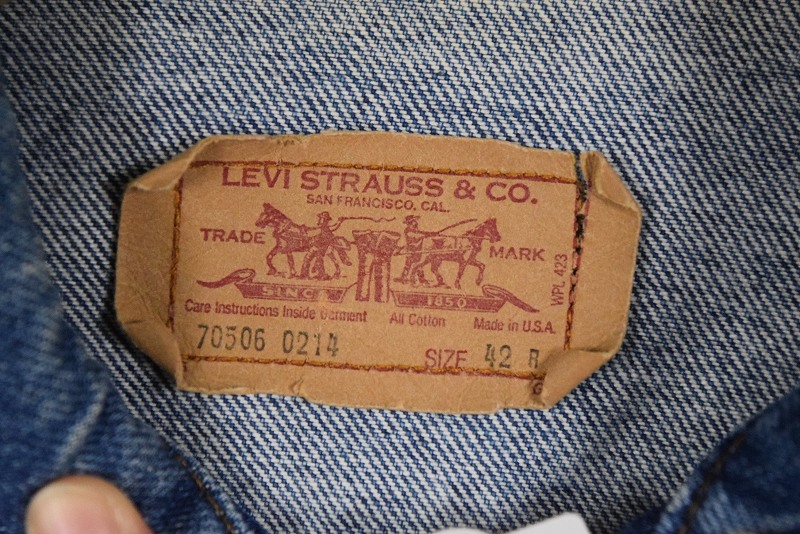 LEVI STRAUSS & CO.
SAN FRANCISCO, CAL.
TRADE MARK
SINCE 1850
WPL 423
Care Instructions Inside Garment All Cotton Made in U.S.A.
70506 0214 SIZE 42 R